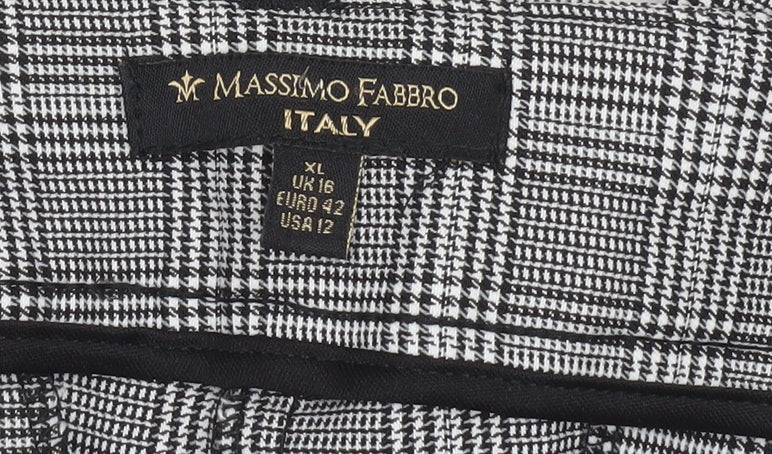 MASSIMO FABBRO
ITALY
XL
UK 16
EURO 42
USA 12